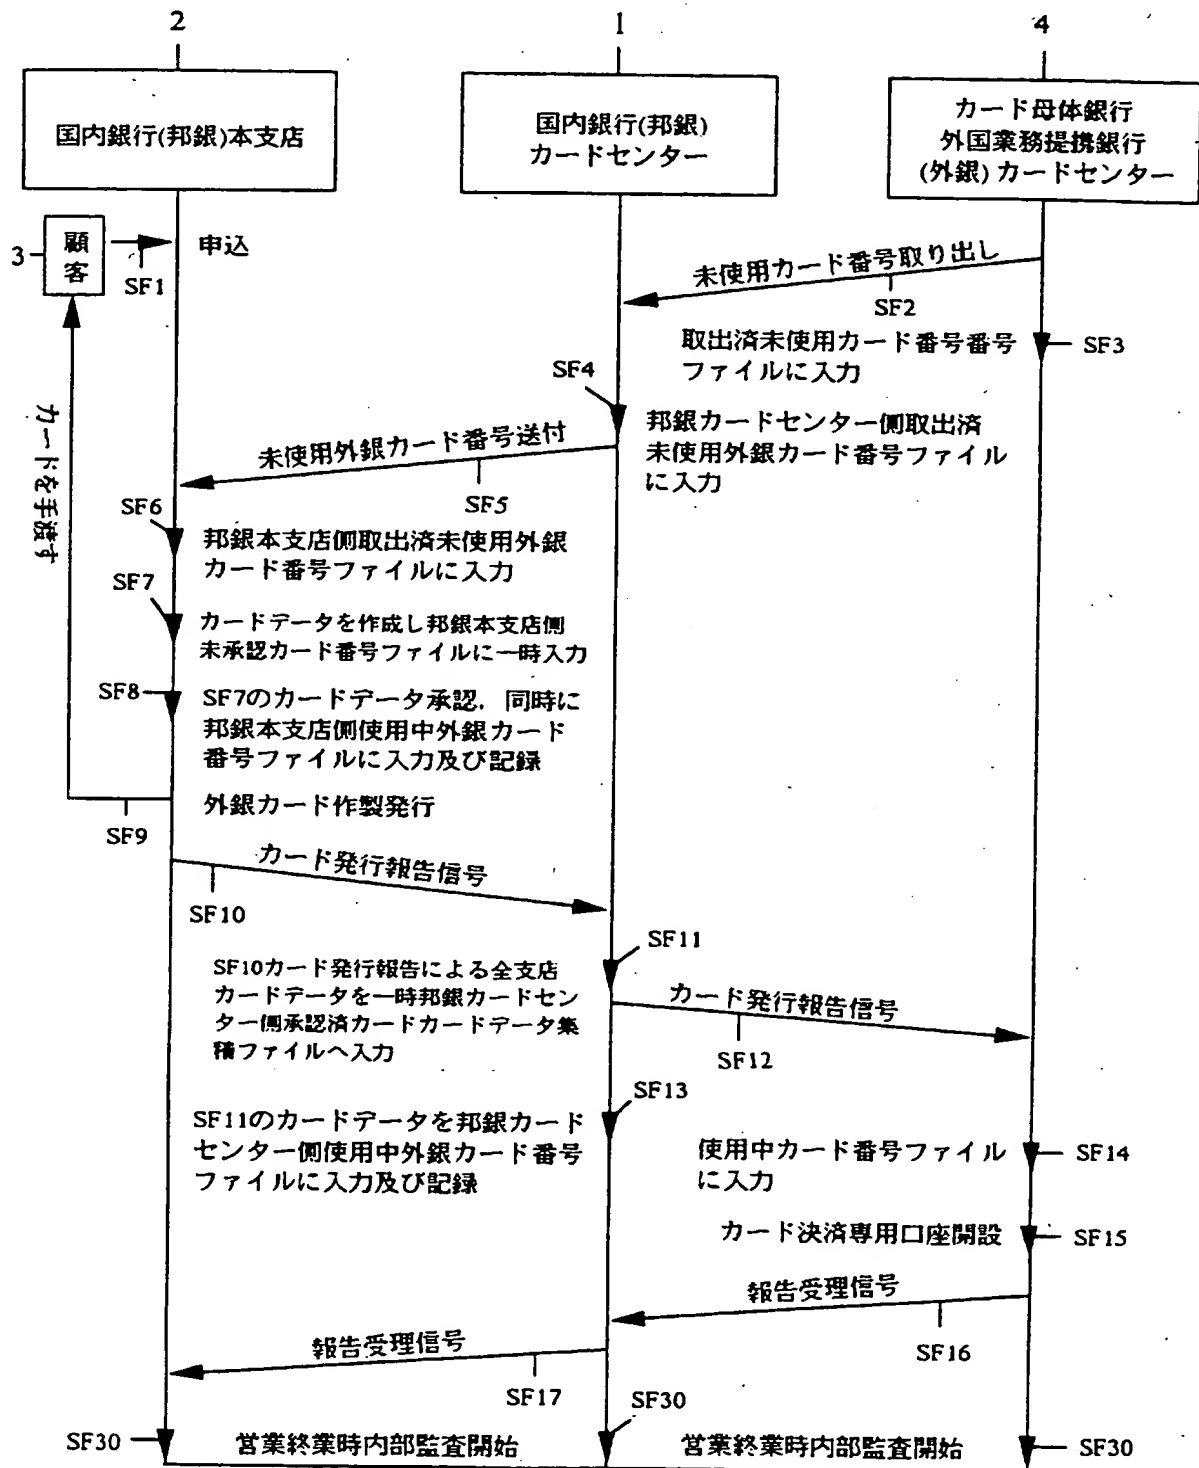 2
1
4
国内銀行(邦銀)本支店
国内銀行(邦銀)
カードセンター
カード母体銀行
外国業務提携銀行
(外銀) カードセンター
3
顧
客
SF1
申込
未使用カード番号取り出し
SF2
取出済未使用カード番号番号
ファイルに入力
SF3
SF4
邦銀カードセンター側取出済
未使用外銀カード番号ファイル
に入力
未使用外銀カード番号送付
SF5
カードを手渡す
SF6
邦銀本支店側取出済未使用外銀
カード番号ファイルに入力
SF7
カードデータを作成し邦銀本支店側
未承認カード番号ファイルに一時入力
SF8
SF7のカードデータ承認, 同時に
邦銀本支店側使用中外銀カード
番号ファイルに入力及び記録
外銀カード作製発行
SF9
カード発行報告信号
SF10
SF11
SF10カード発行報告による全支店
カードデータを一時邦銀カードセン
ター側承認済カードカードデータ集
積ファイルへ入力
カード発行報告信号
SF12
SF13
SF11のカードデータを邦銀カード
センター側使用中外銀カード番号
ファイルに入力及び記録
使用中カード番号ファイル
に入力
SF14
カード決済専用口座開設
SF15
報告受理信号
SF16
報告受理信号
SF17
SF30
営業終業時内部監査開始
SF30
営業終業時内部監査開始
SF30